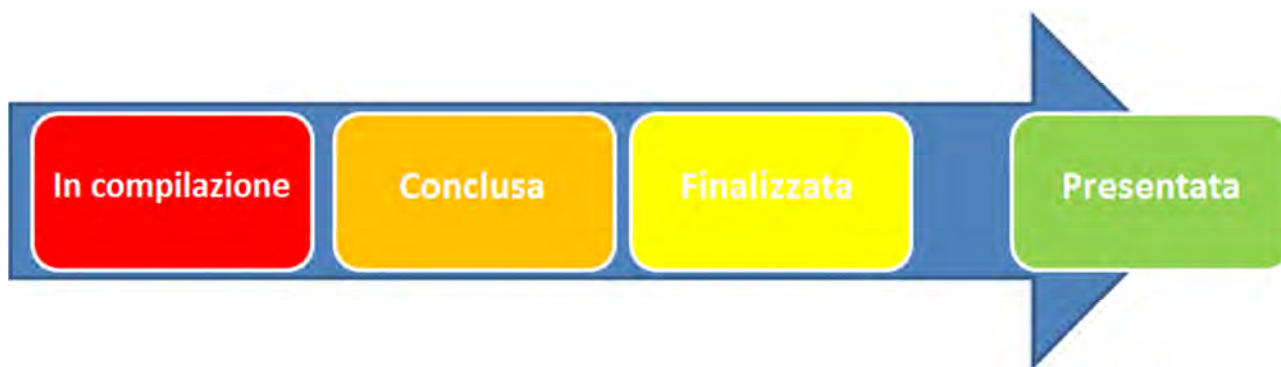 In compilazione
Conclusa
Finalizzata
Presentata